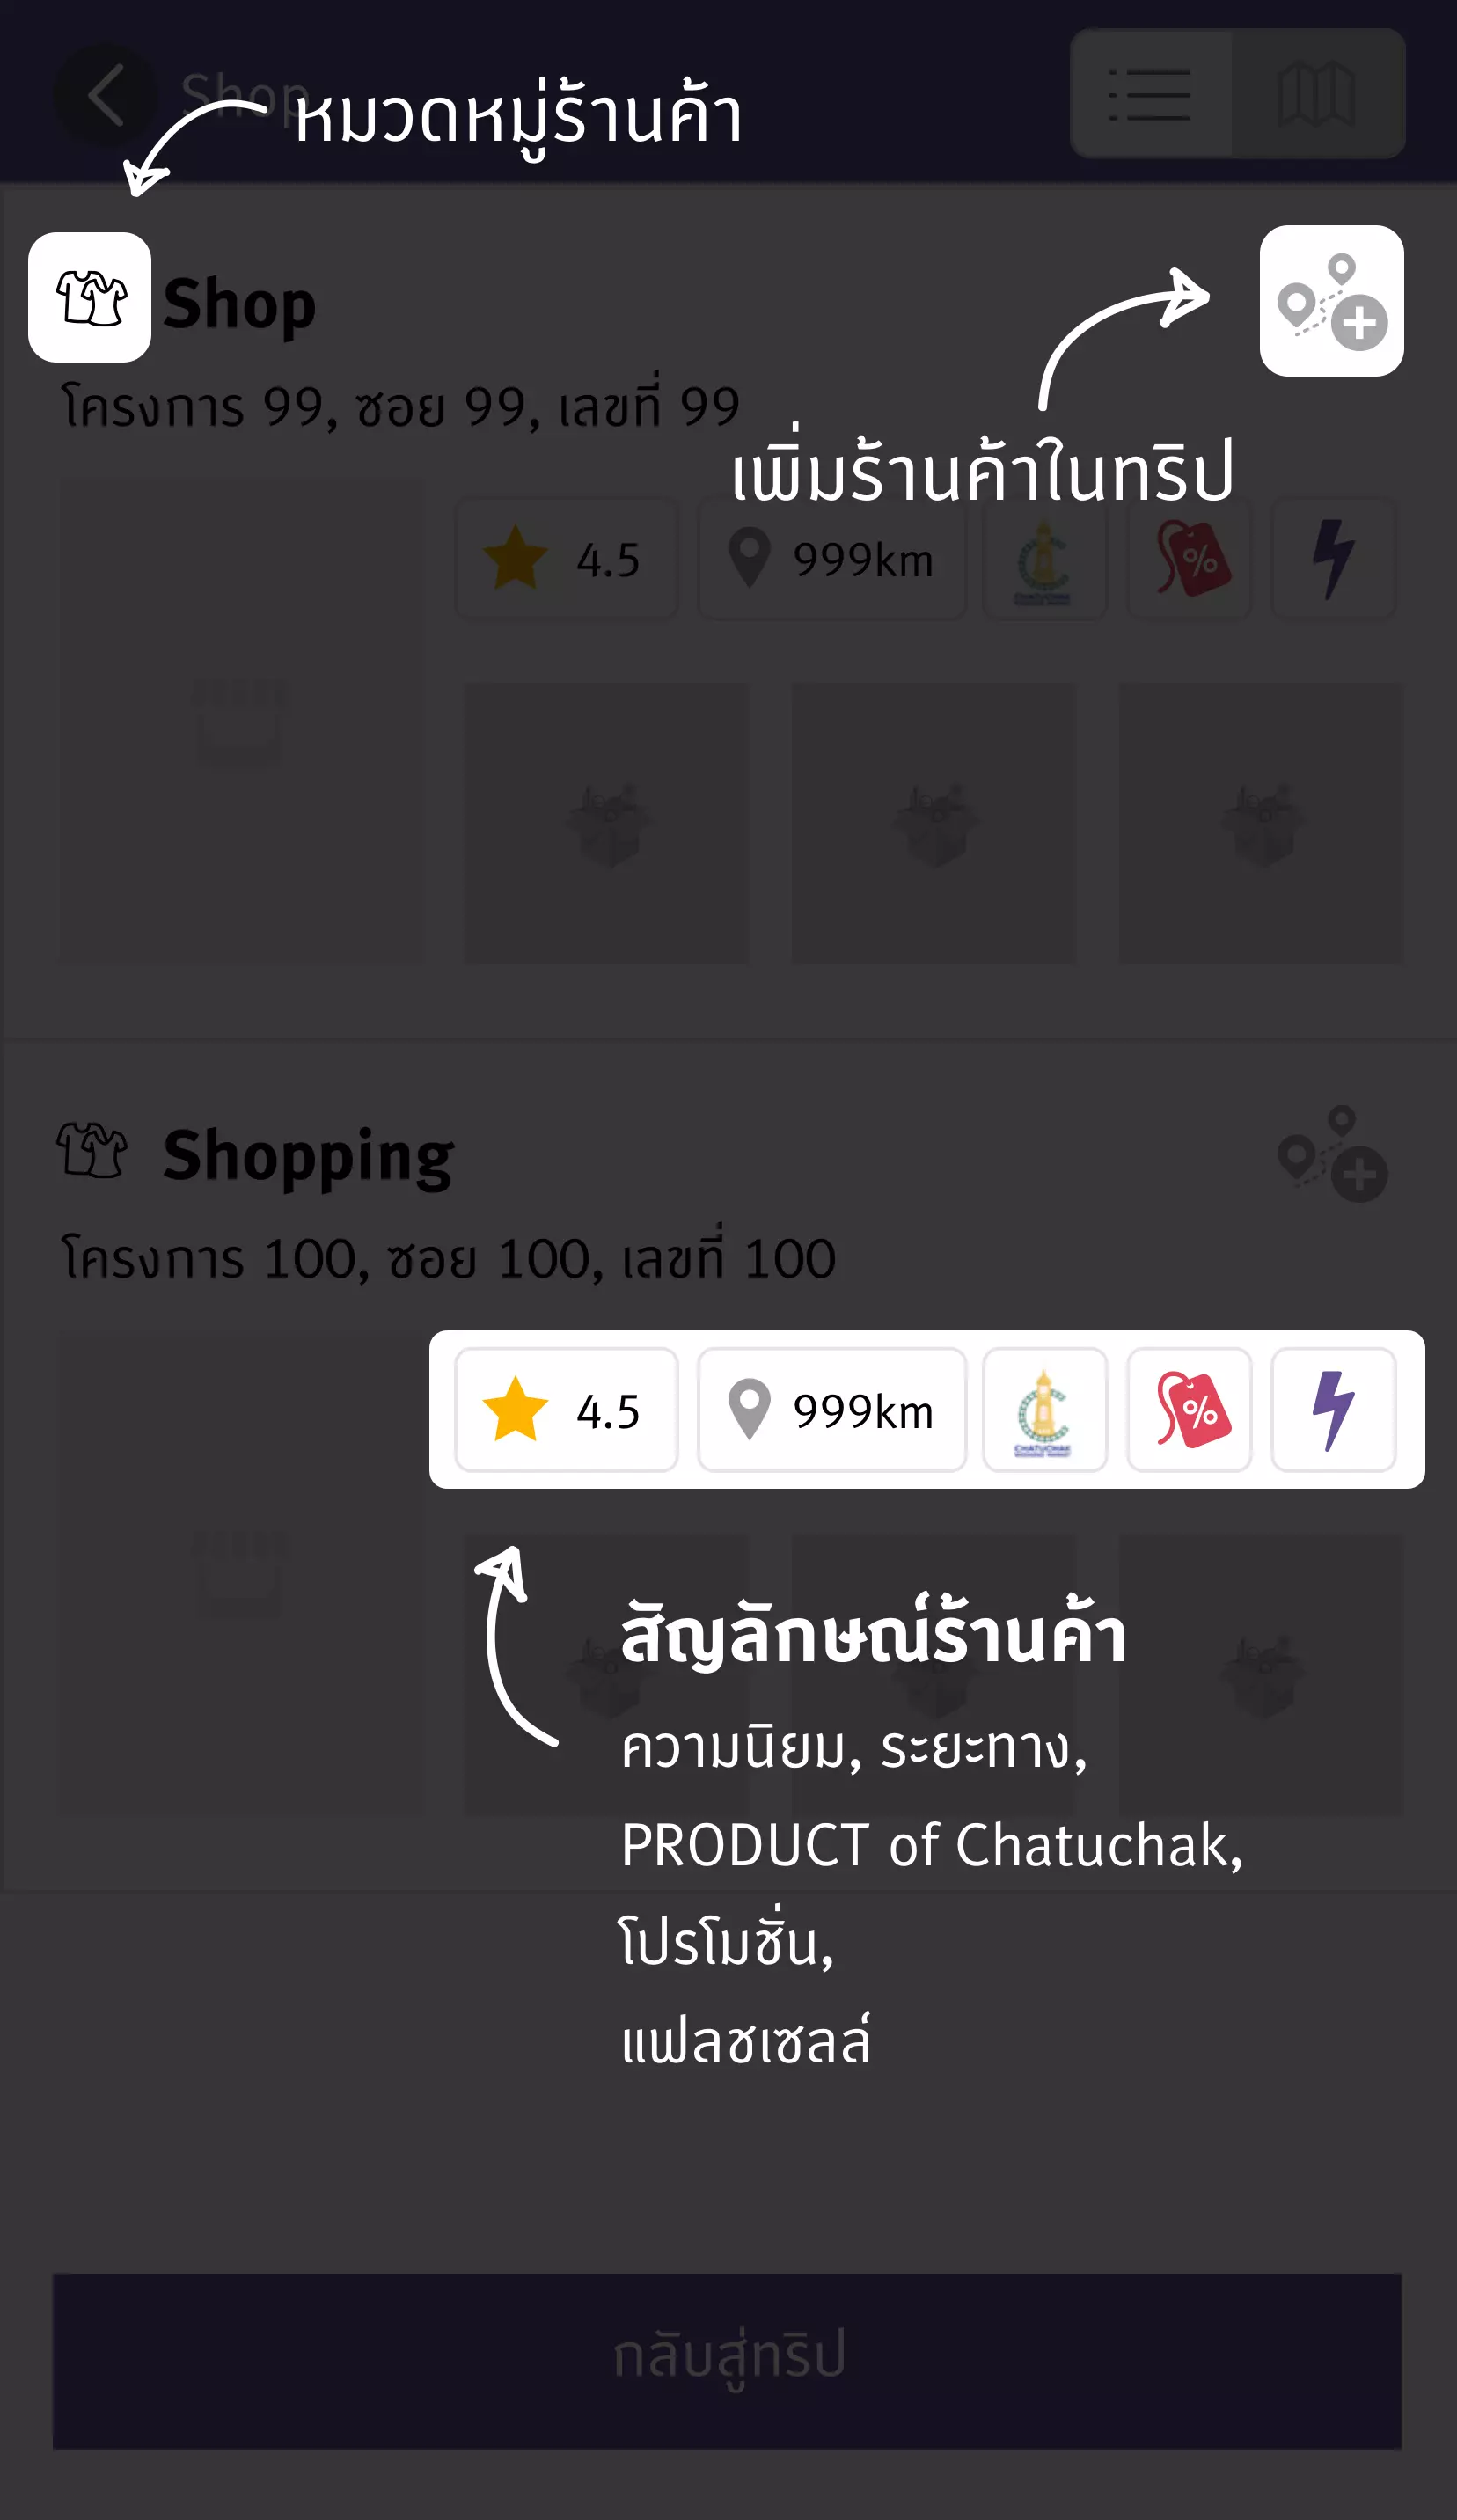 Shop
หมวดหมู่ร้านค้า
Shop
โครงการ 99, ซอย 99, เลขที่ 99
เพิ่มร้านค้าในทริป
4.5
999km
CHATUCHAK
WEEKEND MARKET
%
Shopping
โครงการ 100, ซอย 100, เลขที่ 100
4.5
999km
CHATUCHAK
WEEKEND MARKET
%
สัญลักษณ์ร้านค้า
ความนิยม, ระยะทาง,
PRODUCT of Chatuchak,
โปรโมชั่น,
แฟลชเซลล์
กลับสู่ทริป